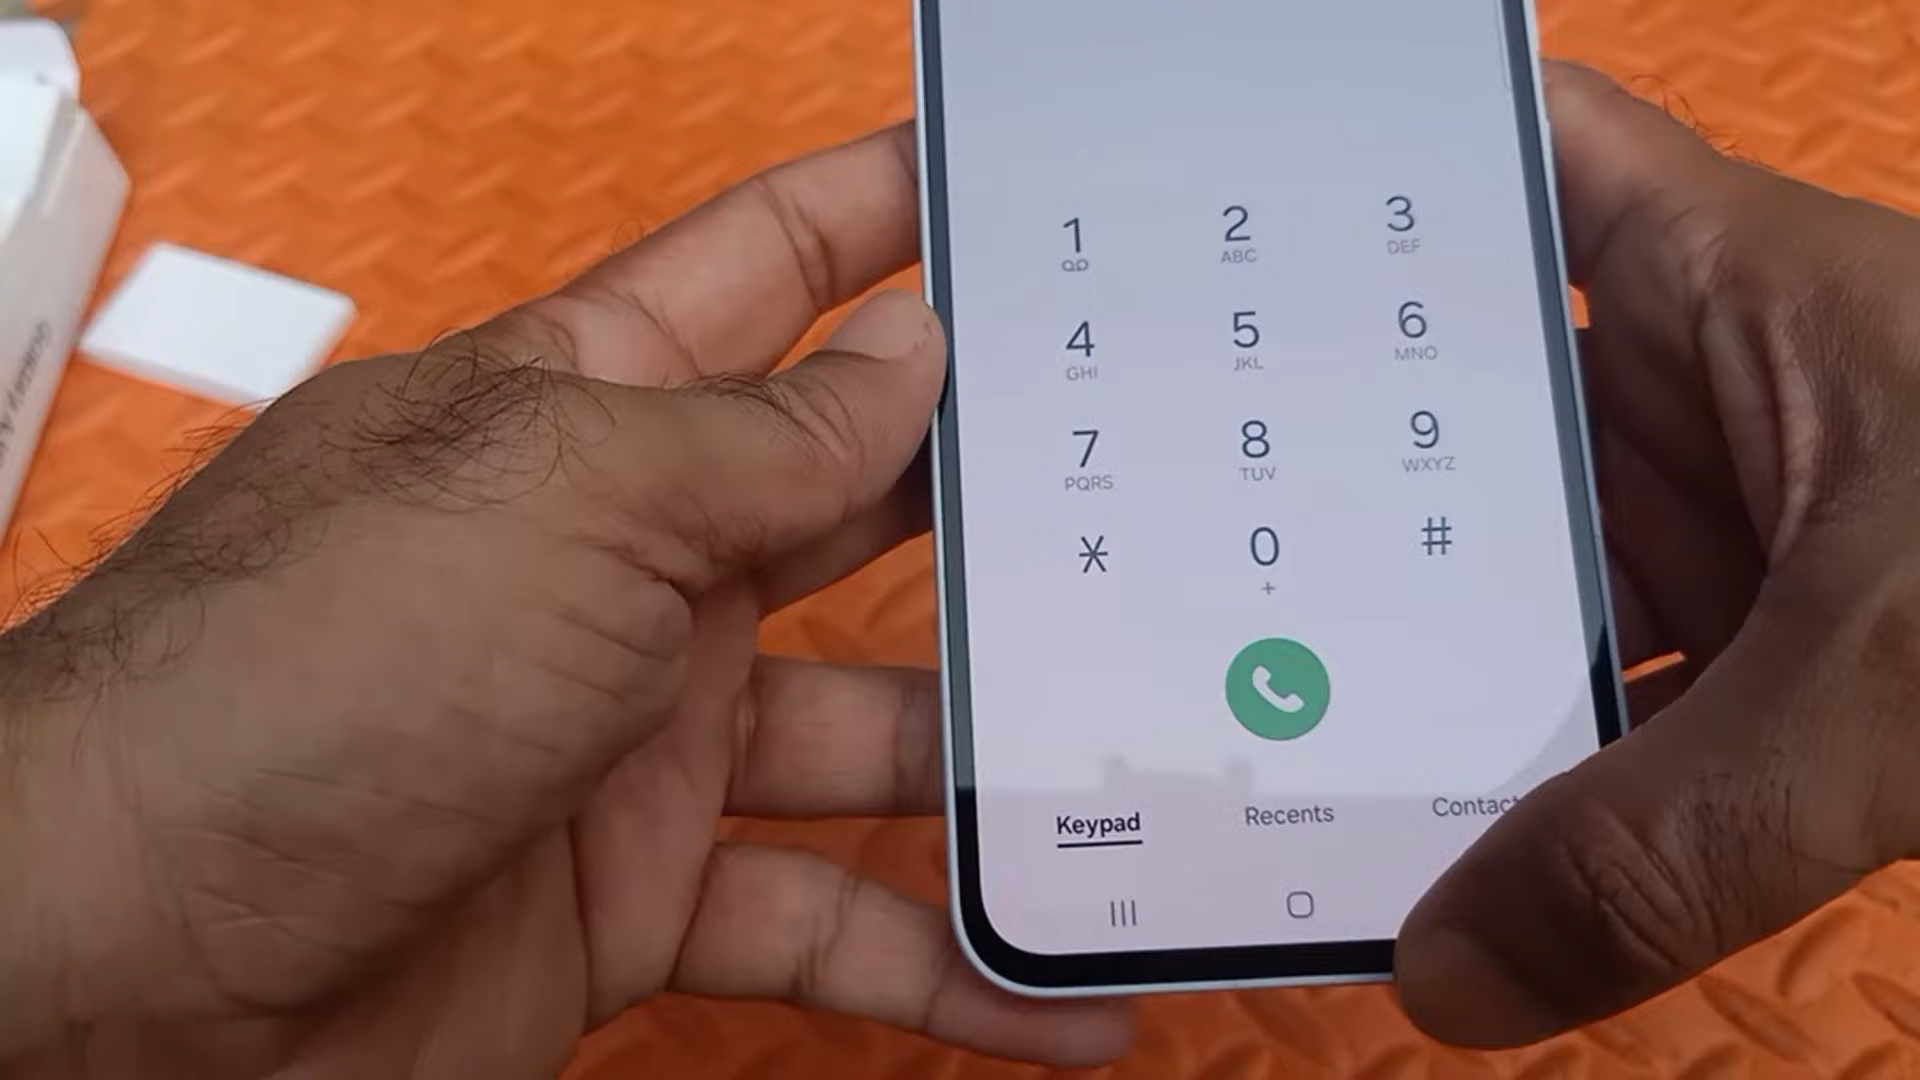 1 2 3
ABC DEF
4 5 6
GHI JKL MNO
7 8 9
PQRS TUV WXYZ
* 0 #
+
Keypad Recents Contac